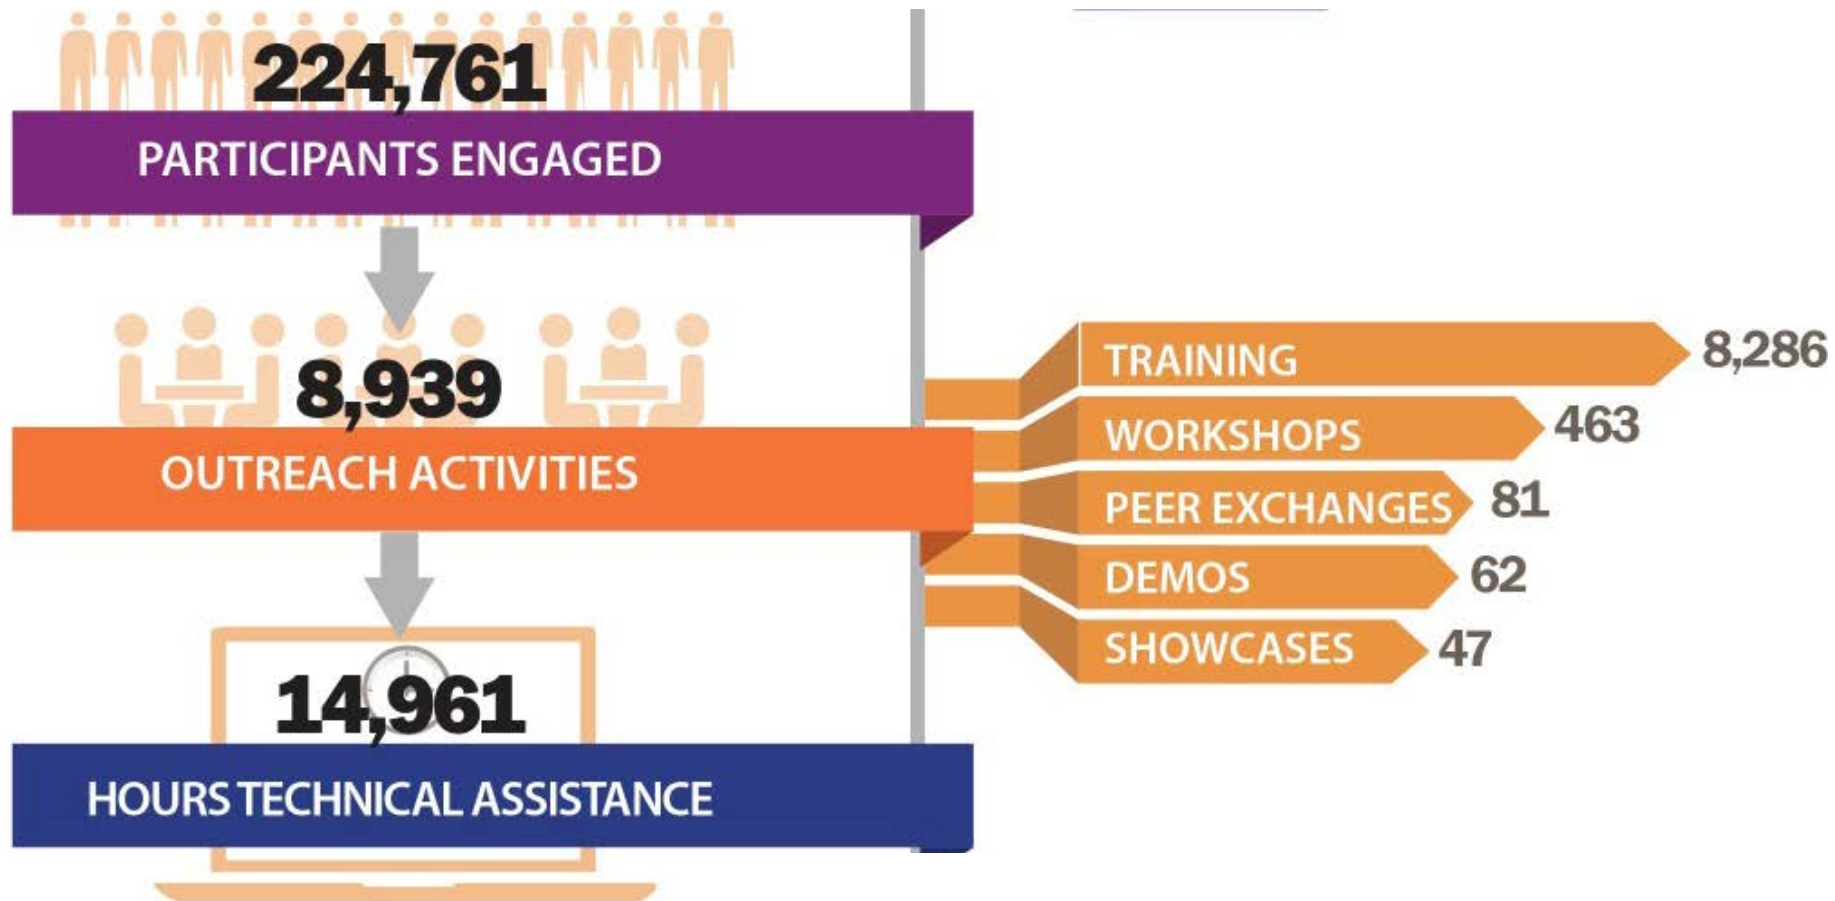 224,761
PARTICIPANTS ENGAGED
8,939
OUTREACH ACTIVITIES
TRAINING 8,286
WORKSHOPS 463
PEER EXCHANGES 81
DEMOS 62
SHOWCASES 47
14,961
HOURS TECHNICAL ASSISTANCE